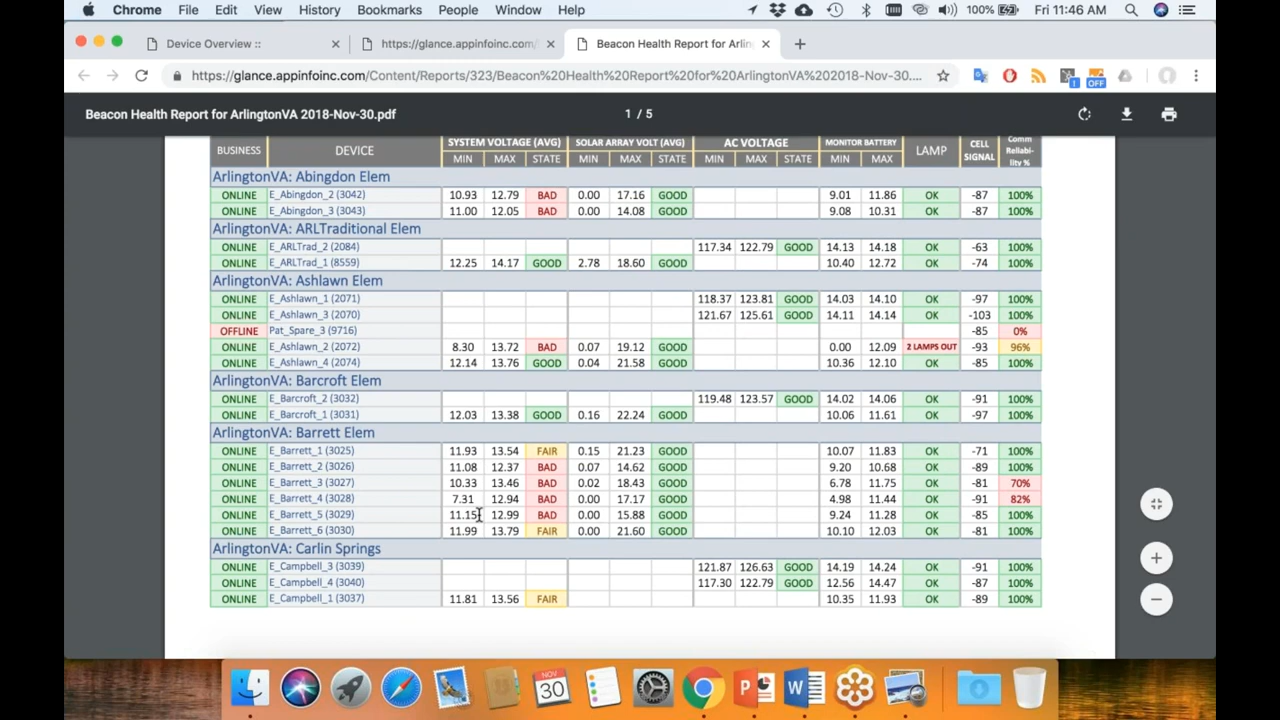 Chrome File Edit View History Bookmarks People Window Help 100% Fri 11:46 AM
Device Overview :: https://glance.appinfoinc.com/ Beacon Health Report for Arlin
https://glance.appinfoinc.com/Content/Reports/323/Beacon%20Health%20Report%20for%20ArlingtonVA%202018-Nov-30....
1 OFF
Beacon Health Report for ArlingtonVA 2018-Nov-30.pdf 1 / 5
BUSINESS DEVICE SYSTEM VOLTAGE (AVG) SOLAR ARRAY VOLT (AVG) AC VOLTAGE MONITOR BATTERY LAMP CELL SIGNAL Comm Reliabi-lity %
MIN MAX STATE MIN MAX STATE MIN MAX STATE MIN MAX
ArlingtonVA: Abingdon Elem
ONLINE E_Abingdon_2 (3042) 10.93 12.79 BAD 0.00 17.16 GOOD 9.01 11.86 OK -87 100%
ONLINE E_Abingdon_3 (3043) 11.00 12.05 BAD 0.00 14.08 GOOD 9.08 10.31 OK -87 100%
ArlingtonVA: ARLTraditional Elem
ONLINE E_ARLTrad_2 (2084) 117.34 122.79 GOOD 14.13 14.18 OK -63 100%
ONLINE E_ARLTrad_1 (8559) 12.25 14.17 GOOD 2.78 18.60 GOOD 10.40 12.72 OK -74 100%
ArlingtonVA: Ashlawn Elem
ONLINE E_Ashlawn_1 (2071) 118.37 123.81 GOOD 14.03 14.10 OK -97 100%
ONLINE E_Ashlawn_3 (2070) 121.67 125.61 GOOD 14.11 14.14 OK -103 100%
OFFLINE Pat_Spare_3 (9716) -85 0%
ONLINE E_Ashlawn_2 (2072) 8.30 13.72 BAD 0.07 19.12 GOOD 0.00 12.09 2 LAMPS OUT -93 96%
ONLINE E_Ashlawn_4 (2074) 12.14 13.76 GOOD 0.04 21.58 GOOD 10.36 12.10 OK -85 100%
ArlingtonVA: Barcroft Elem
ONLINE E_Barcroft_2 (3032) 119.48 123.57 GOOD 14.02 14.06 OK -91 100%
ONLINE E_Barcroft_1 (3031) 12.03 13.38 GOOD 0.16 22.24 GOOD 10.06 11.61 OK -97 100%
ArlingtonVA: Barrett Elem
ONLINE E_Barrett_1 (3025) 11.93 13.54 FAIR 0.15 21.23 GOOD 10.07 11.83 OK -71 100%
ONLINE E_Barrett_2 (3026) 11.08 12.37 BAD 0.07 14.62 GOOD 9.20 10.68 OK -89 100%
ONLINE E_Barrett_3 (3027) 10.33 13.46 BAD 0.02 18.43 GOOD 6.78 11.75 OK -81 70%
ONLINE E_Barrett_4 (3028) 7.31 12.94 BAD 0.00 17.17 GOOD 4.98 11.44 OK -91 82%
ONLINE E_Barrett_5 (3029) 11.15 12.99 BAD 0.00 15.88 GOOD 9.24 11.28 OK -85 100%
ONLINE E_Barrett_6 (3030) 11.99 13.79 FAIR 0.00 21.60 GOOD 10.10 12.03 OK -81 100%
ArlingtonVA: Carlin Springs
ONLINE E_Campbell_3 (3039) 121.87 126.63 GOOD 14.19 14.24 OK -91 100%
ONLINE E_Campbell_4 (3040) 117.30 122.79 GOOD 12.56 14.47 OK -87 100%
ONLINE E_Campbell_1 (3037) 11.81 13.56 FAIR 10.35 11.93 OK -89 100%
NOV
30